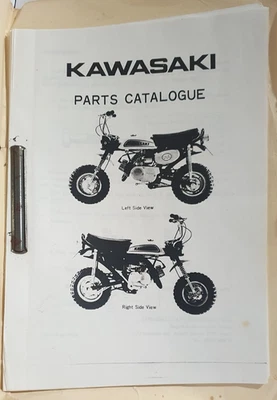 KAWASAKI
PARTS CATALOGUE
Left Side View
Right Side View